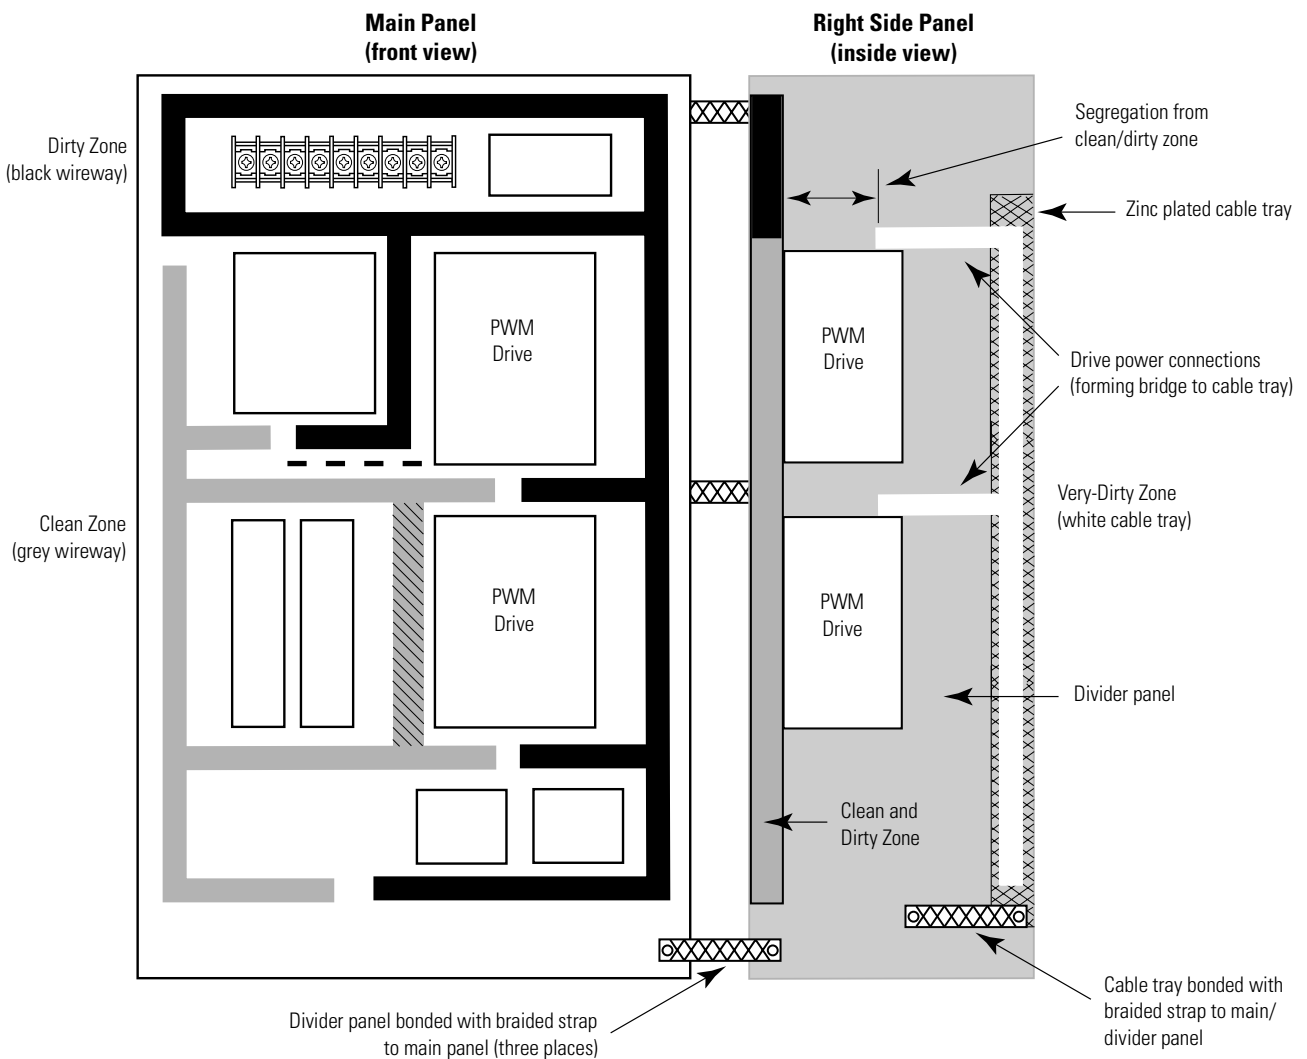 Main Panel
(front view)
Right Side Panel
(inside view)
Dirty Zone
(black wireway)
Segregation from
clean/dirty zone
Zinc plated cable tray
PWM
Drive
PWM
Drive
Drive power connections
(forming bridge to cable tray)
Clean Zone
(grey wireway)
Very-Dirty Zone
(white cable tray)
PWM
Drive
PWM
Drive
Divider panel
Clean and
Dirty Zone
Divider panel bonded with braided strap
to main panel (three places)
Cable tray bonded with
braided strap to main/
divider panel